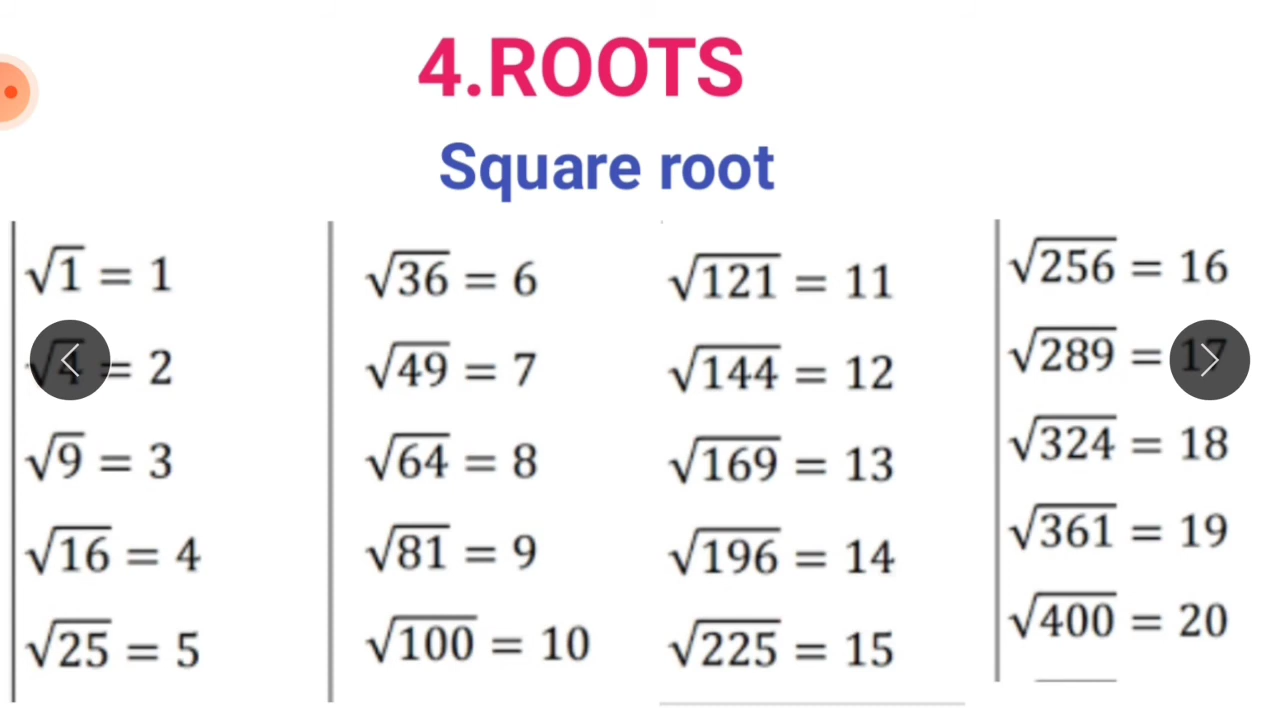 4.ROOTS
Square root
√1 = 1
√4 = 2
√9 = 3
√16 = 4
√25 = 5
√36 = 6
√49 = 7
√64 = 8
√81 = 9
√100 = 10
√121 = 11
√144 = 12
√169 = 13
√196 = 14
√225 = 15
√256 = 16
√289 = 17
√324 = 18
√361 = 19
√400 = 20